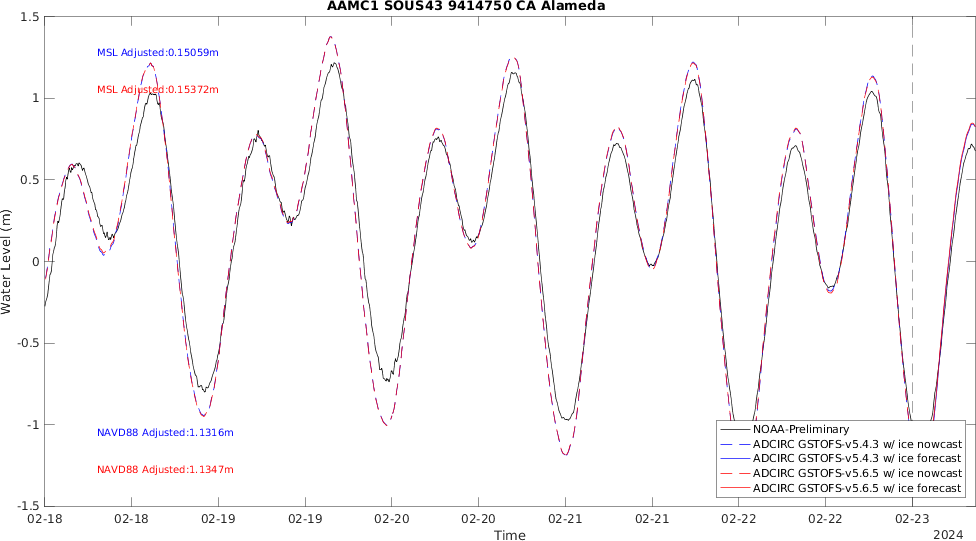 AAMC1 SOUS43 9414750 CA Alameda
1.5
MSL Adjusted:0.15059m
MSL Adjusted:0.15372m
1
0.5
0
-0.5
-1
-1.5
Water Level (m)
NAVD88 Adjusted:1.1316m
NAVD88 Adjusted:1.1347m
NOAA-Preliminary
ADCIRC GSTOFS-v5.4.3 w/ ice nowcast
ADCIRC GSTOFS-v5.4.3 w/ ice forecast
ADCIRC GSTOFS-v5.6.5 w/ ice nowcast
ADCIRC GSTOFS-v5.6.5 w/ ice forecast
02-18 02-18 02-19 02-19 02-20 02-20 02-21 02-21 02-22 02-22 02-23
Time
2024